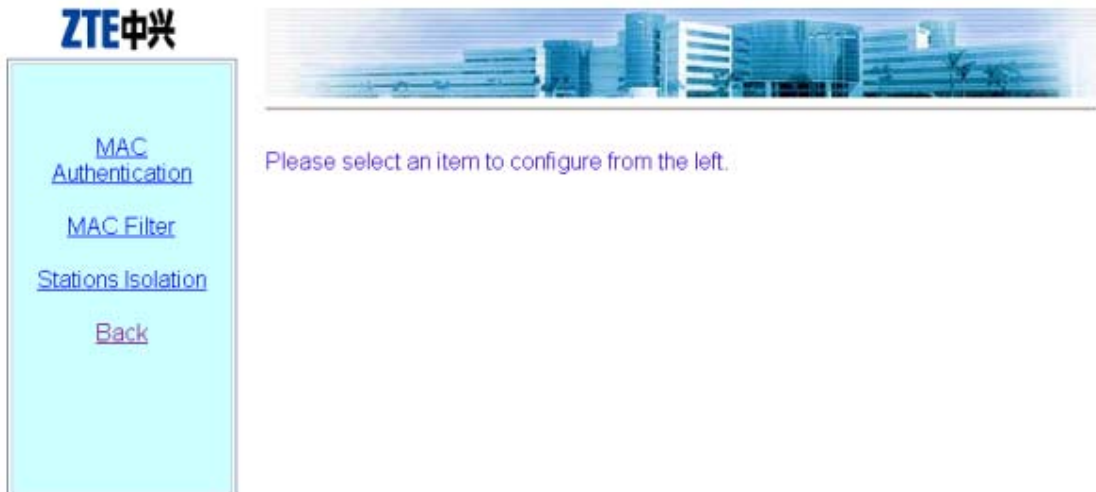 ZTE中兴
MAC
Authentication
MAC Filter
Stations Isolation
Back
Please select an item to configure from the left.